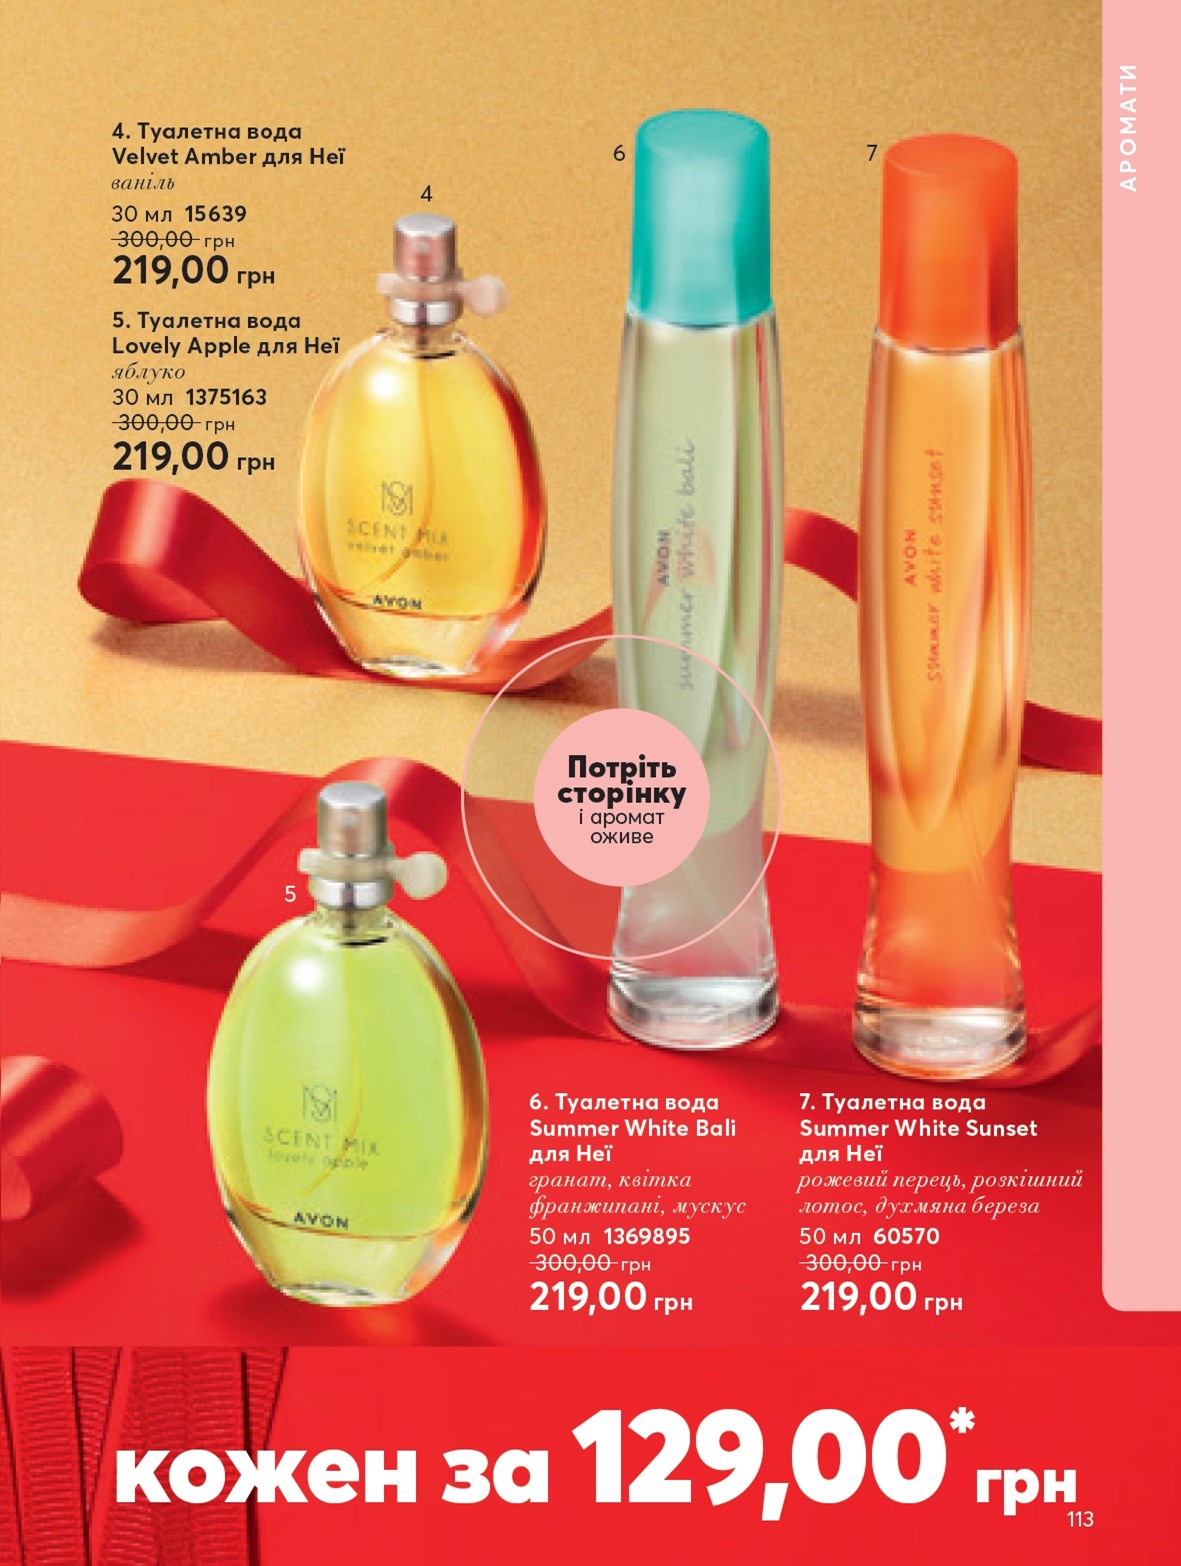 АРОМАТИ
4. Туалетна вода
Velvet Amber для Неї
ваніль
30 мл 15639
300,00 грн
219,00 грн
5. Туалетна вода
Lovely Apple для Неї
яблуко
30 мл 1375163
300,00 грн
219,00 грн
4
6
7
SCENT MIX
velvet amber
AVON
AVON
summer white bali
AVON
summer white sunset
Потріть
сторінку
і аромат
оживе
5
SCENT MIX
lovely apple
AVON
6. Туалетна вода
Summer White Bali
для Неї
гранат, квітка
франжипані, мускус
50 мл 1369895
300,00 грн
219,00 грн
7. Туалетна вода
Summer White Sunset
для Неї
рожевий перець, розкішний
лотос, духмяна береза
50 мл 60570
300,00 грн
219,00 грн
кожен за 129,00* грн
113